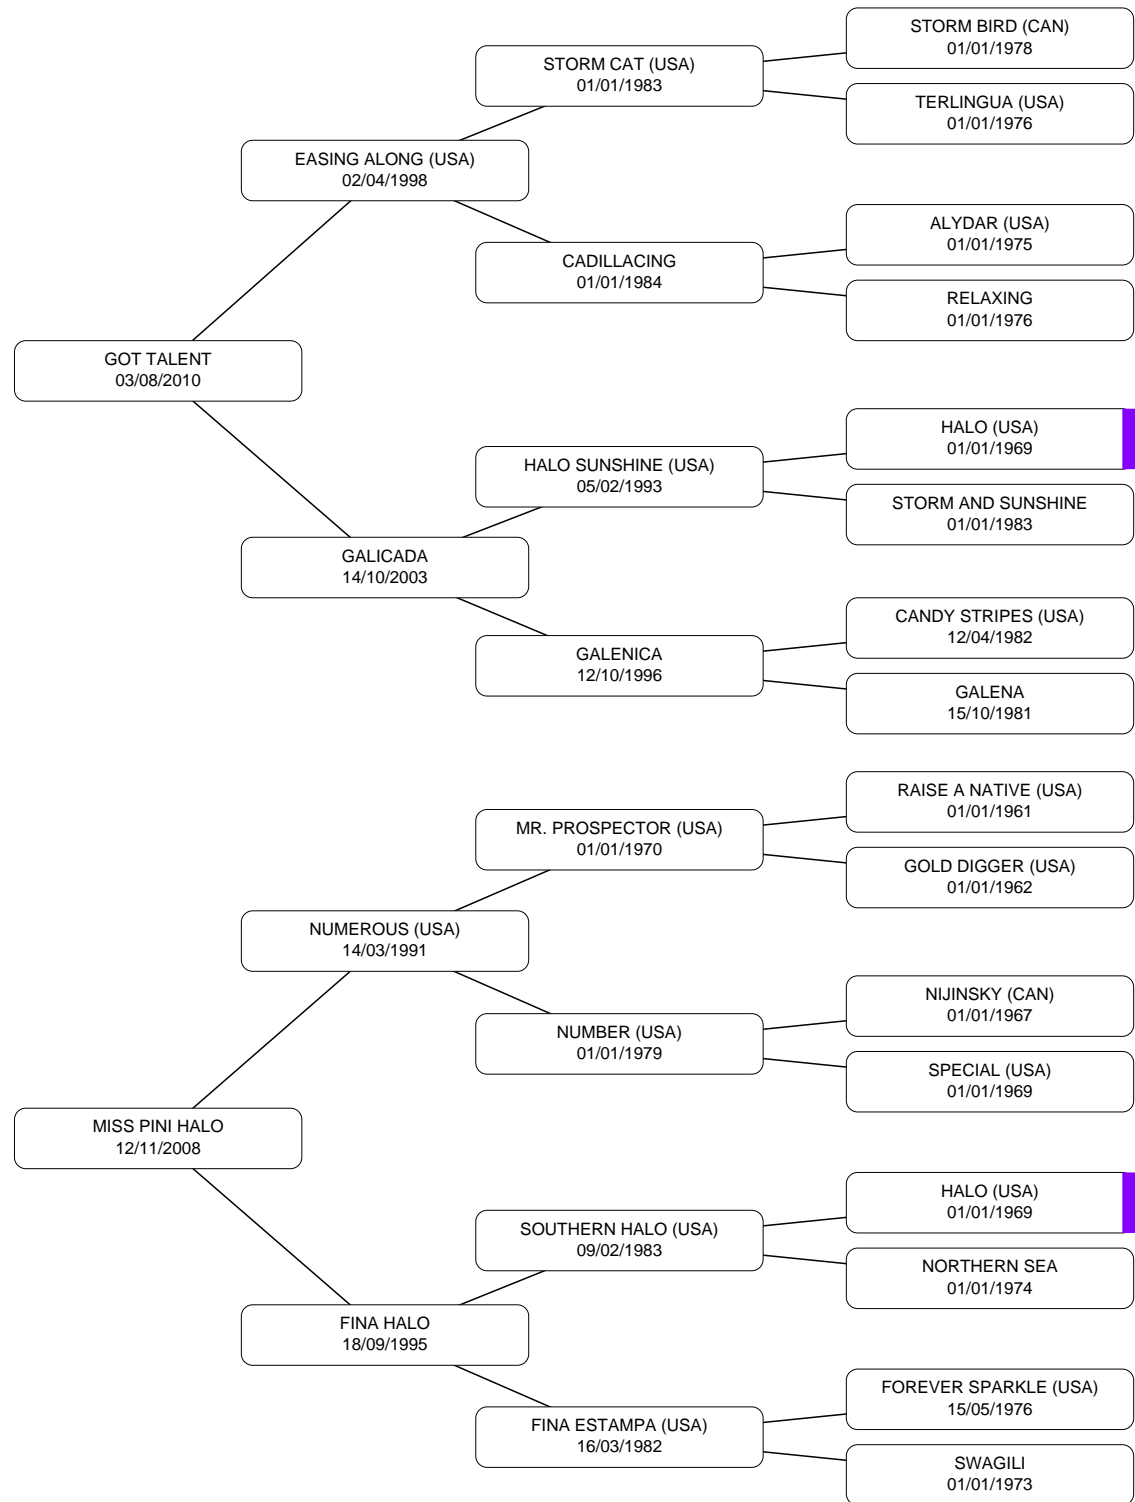 STORM BIRD (CAN)
01/01/1978
STORM CAT (USA)
01/01/1983
TERLINGUA (USA)
01/01/1976
EASING ALONG (USA)
02/04/1998
ALYDAR (USA)
01/01/1975
CADILLACING
01/01/1984
RELAXING
01/01/1976
GOT TALENT
03/08/2010
HALO (USA)
01/01/1969
HALO SUNSHINE (USA)
05/02/1993
STORM AND SUNSHINE
01/01/1983
GALICADA
14/10/2003
CANDY STRIPES (USA)
12/04/1982
GALENICA
12/10/1996
GALENA
15/10/1981
RAISE A NATIVE (USA)
01/01/1961
MR. PROSPECTOR (USA)
01/01/1970
GOLD DIGGER (USA)
01/01/1962
NUMEROUS (USA)
14/03/1991
NIJINSKY (CAN)
01/01/1967
NUMBER (USA)
01/01/1979
SPECIAL (USA)
01/01/1969
MISS PINI HALO
12/11/2008
HALO (USA)
01/01/1969
SOUTHERN HALO (USA)
09/02/1983
NORTHERN SEA
01/01/1974
FINA HALO
18/09/1995
FOREVER SPARKLE (USA)
15/05/1976
FINA ESTAMPA (USA)
16/03/1982
SWAGILI
01/01/1973